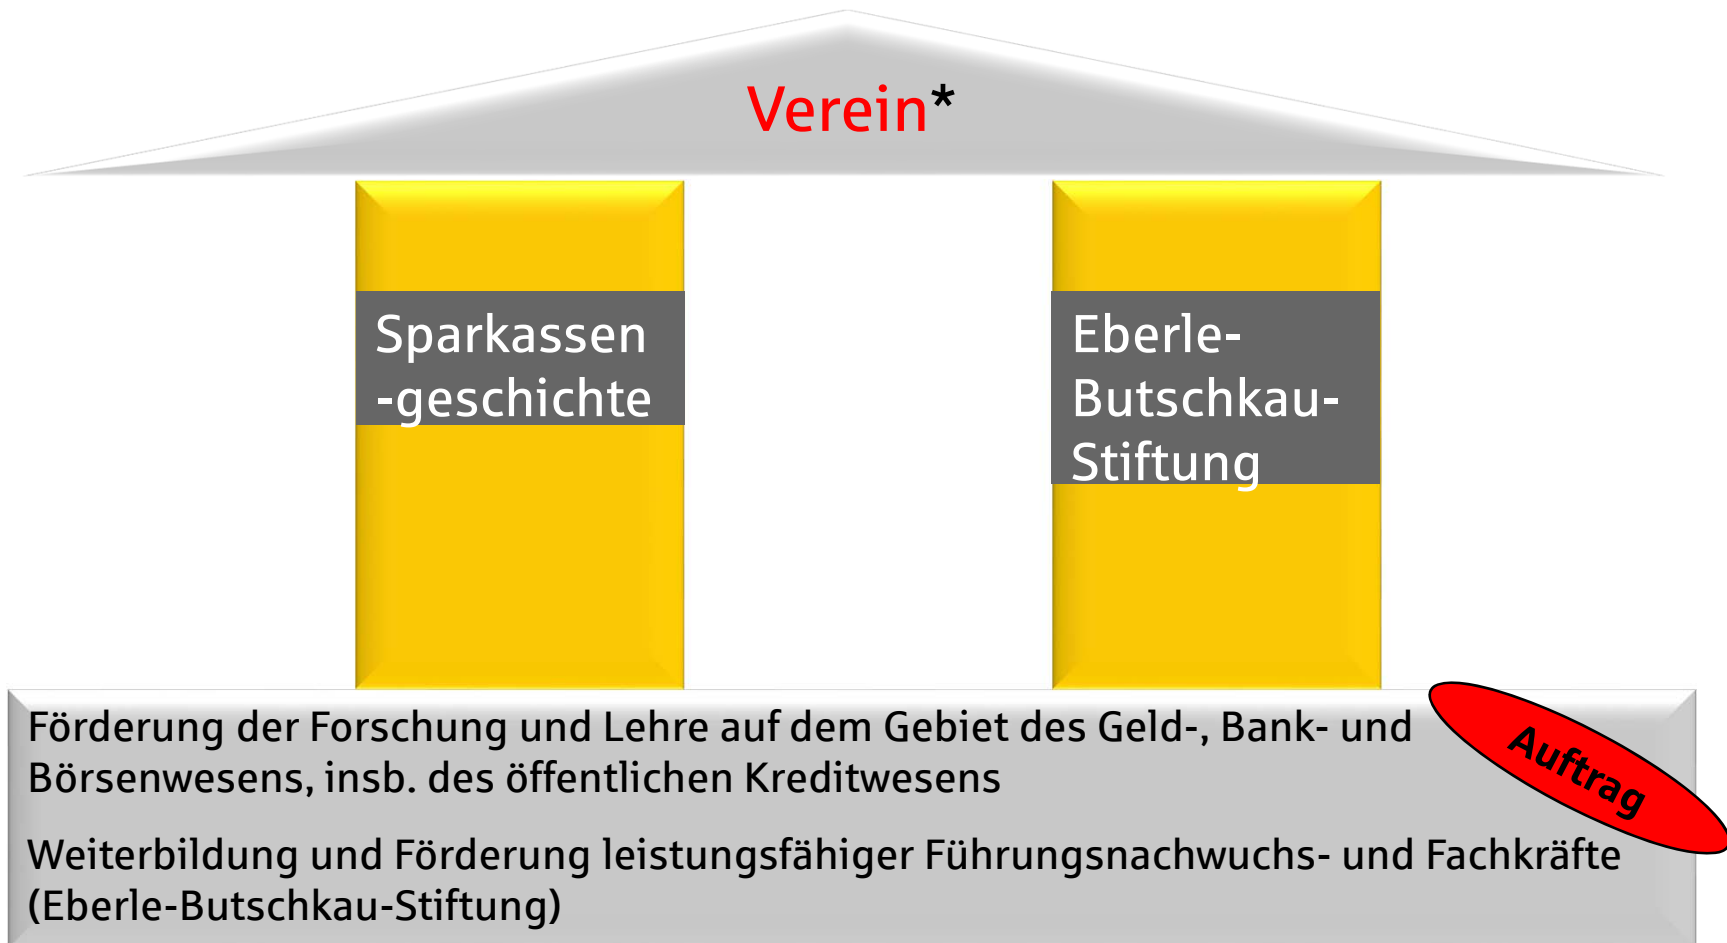 Verein*
Sparkassen
-geschichte
Eberle-
Butschkau-
Stiftung
Förderung der Forschung und Lehre auf dem Gebiet des Geld-, Bank- und
Börsenwesens, insb. des öffentlichen Kreditwesens
Auftrag
Weiterbildung und Förderung leistungsfähiger Führungsnachwuchs- und Fachkräfte
(Eberle-Butschkau-Stiftung)